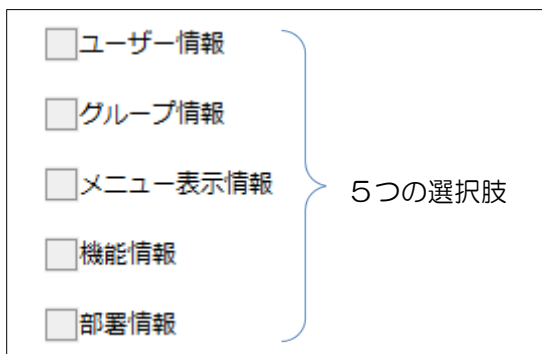 ユーザー情報
グループ情報
メニュー表示情報
５つの選択肢
機能情報
部署情報